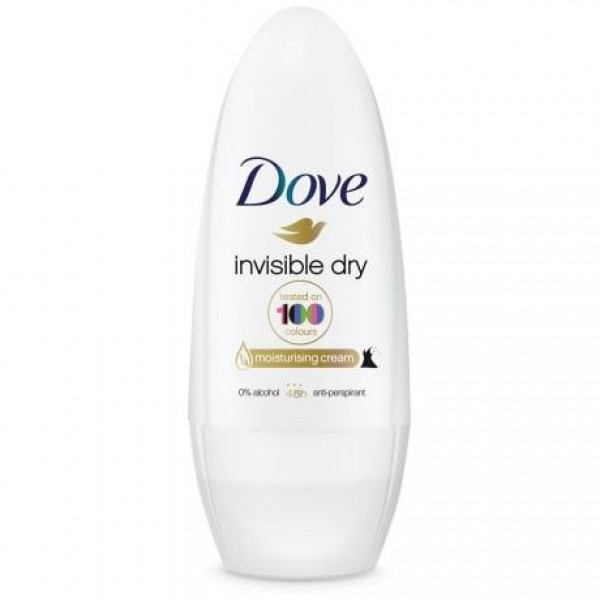 Dove
invisible dry
tested on
100
colours
moisturising cream
0% alcohol 48h anti-perspirant